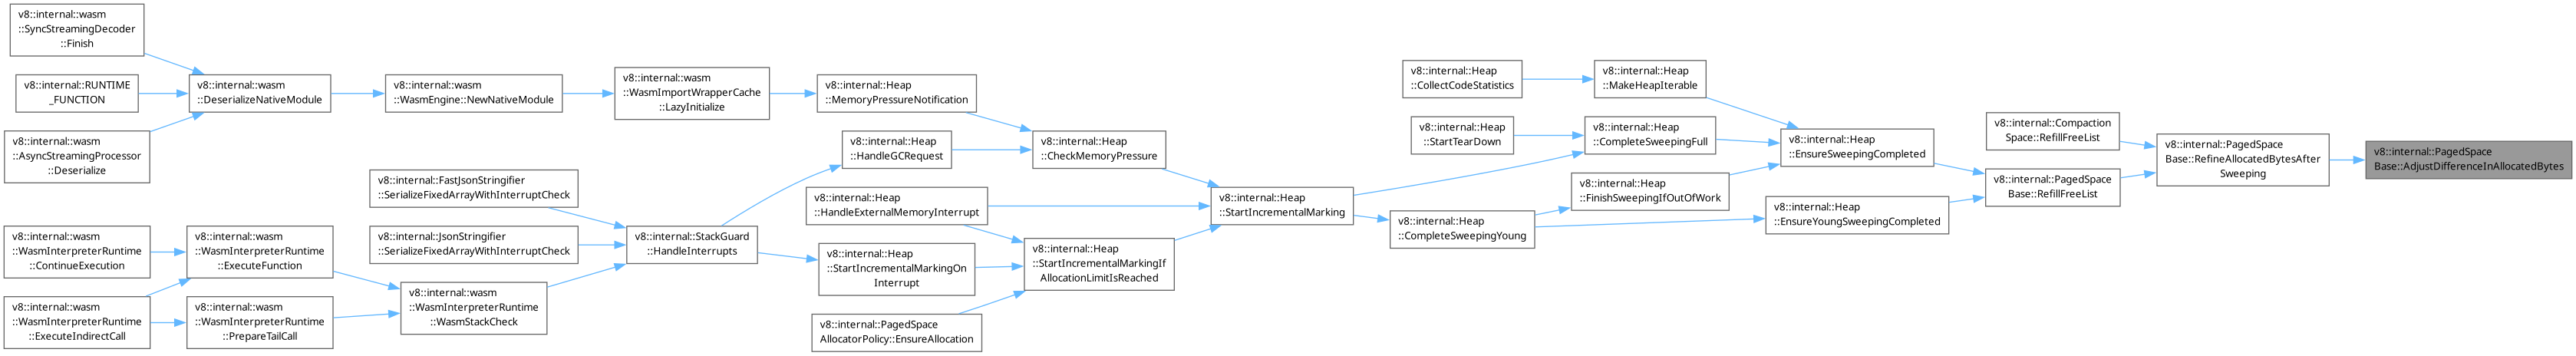 v8::internal::wasm
::SyncStreamingDecoder
::Finish
v8::internal::RUNTIME
_FUNCTION
v8::internal::wasm
::AsyncStreamingProcessor
::Deserialize
v8::internal::wasm
::DeserializeNativeModule
v8::internal::wasm
::WasmEngine::NewNativeModule
v8::internal::wasm
::WasmImportWrapperCache
::LazyInitialize
v8::internal::Heap
::MemoryPressureNotification
v8::internal::Heap
::HandleGCRequest
v8::internal::Heap
::CheckMemoryPressure
v8::internal::FastJsonStringifier
::SerializeFixedArrayWithInterruptCheck
v8::internal::JsonStringifier
::SerializeFixedArrayWithInterruptCheck
v8::internal::wasm
::WasmInterpreterRuntime
::ContinueExecution
v8::internal::wasm
::WasmInterpreterRuntime
::ExecuteIndirectCall
v8::internal::wasm
::WasmInterpreterRuntime
::ExecuteFunction
v8::internal::wasm
::WasmInterpreterRuntime
::PrepareTailCall
v8::internal::wasm
::WasmInterpreterRuntime
::WasmStackCheck
v8::internal::StackGuard
::HandleInterrupts
v8::internal::Heap
::HandleExternalMemoryInterrupt
v8::internal::Heap
::StartIncrementalMarkingOn
Interrupt
v8::internal::PagedSpace
AllocatorPolicy::EnsureAllocation
v8::internal::Heap
::StartIncrementalMarkingIf
AllocationLimitIsReached
v8::internal::Heap
::StartIncrementalMarking
v8::internal::Heap
::CollectCodeStatistics
v8::internal::Heap
::StartTearDown
v8::internal::Heap
::CompleteSweepingYoung
v8::internal::Heap
::MakeHeapIterable
v8::internal::Heap
::CompleteSweepingFull
v8::internal::Heap
::FinishSweepingIfOutOfWork
v8::internal::Heap
::EnsureSweepingCompleted
v8::internal::Heap
::EnsureYoungSweepingCompleted
v8::internal::Compaction
Space::RefillFreeList
v8::internal::PagedSpace
Base::RefillFreeList
v8::internal::PagedSpace
Base::RefineAllocatedBytesAfter
Sweeping
v8::internal::PagedSpace
Base::AdjustDifferenceInAllocatedBytes